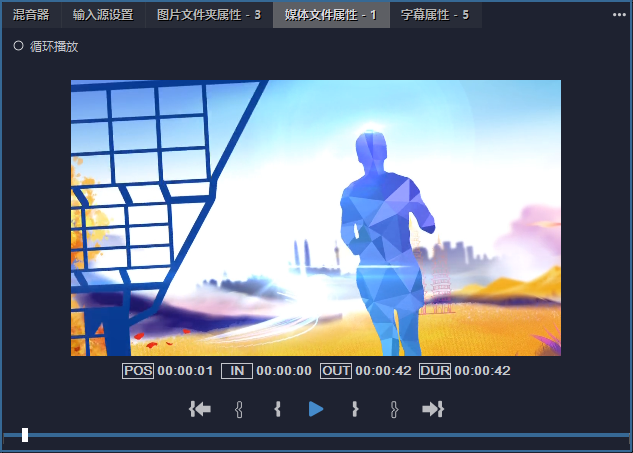 混音器 输入源设置 图片文件夹属性 - 3 媒体文件属性 - 1 字幕属性 - 5
循环播放
POS 00:00:01 IN 00:00:00 OUT 00:00:42 DUR 00:00:42